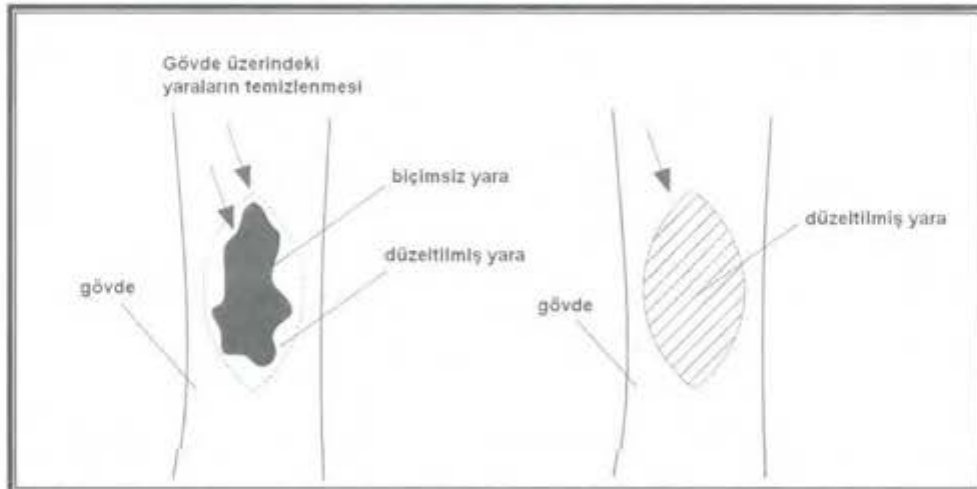 Gövde üzerindeki
yaraların temizlenmesi
biçimsiz yara
düzeltilmiş yara
gövde
düzeltilmiş yara
gövde